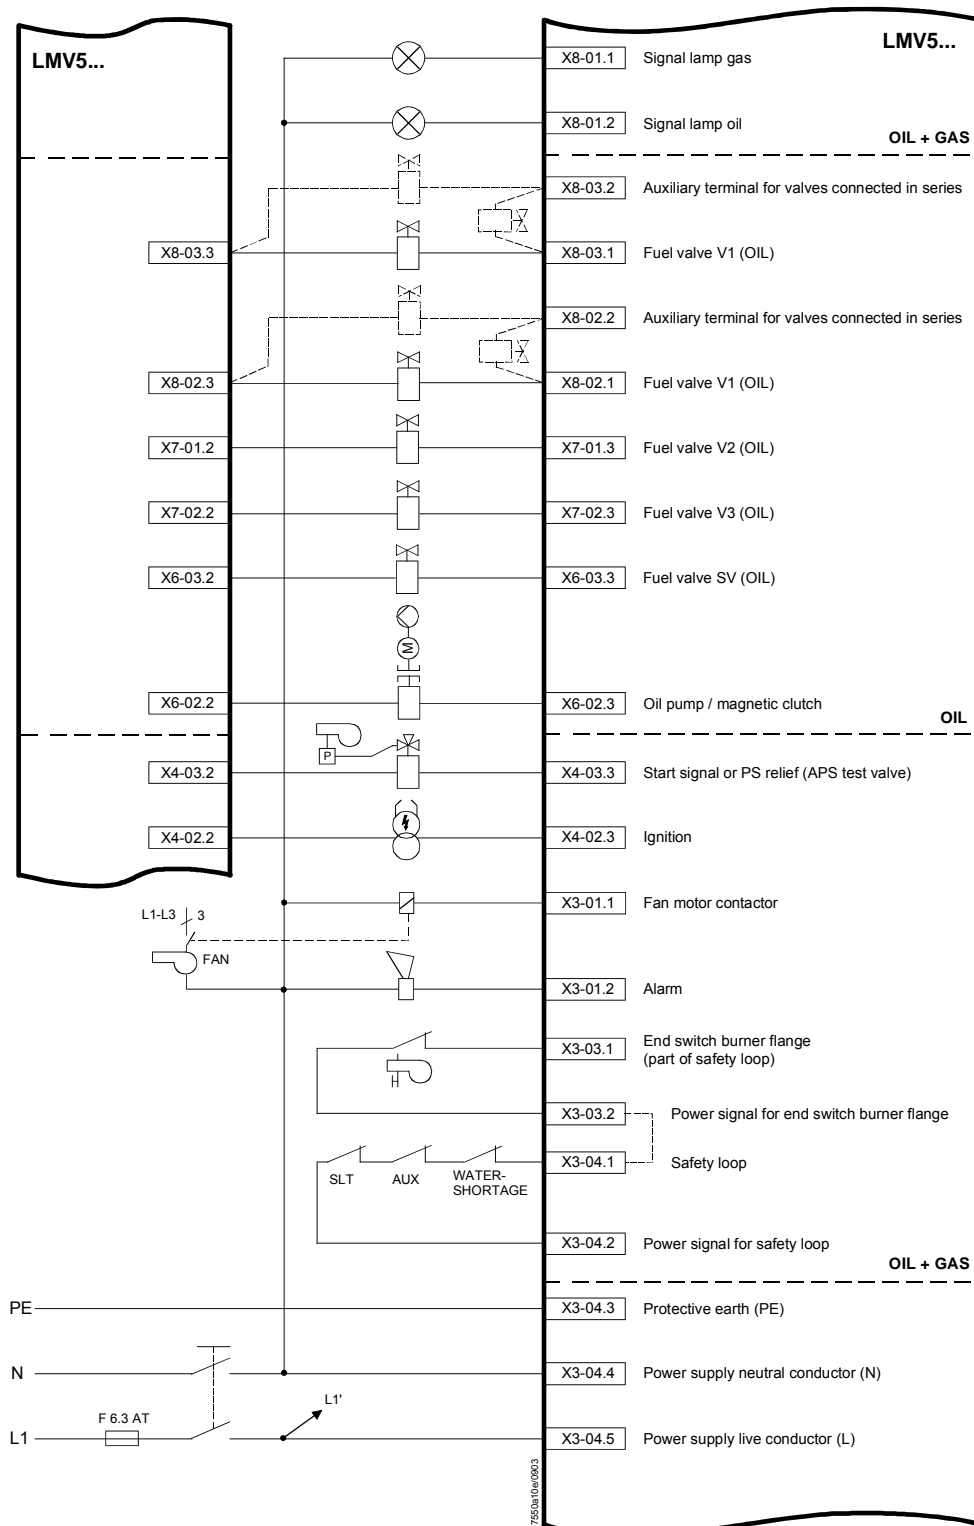 LMV5...
LMV5...
X8-01.1 Signal lamp gas
X8-01.2 Signal lamp oil
OIL + GAS
X8-03.2 Auxiliary terminal for valves connected in series
X8-03.3 X8-03.1 Fuel valve V1 (OIL)
X8-02.2 Auxiliary terminal for valves connected in series
X8-02.3 X8-02.1 Fuel valve V1 (OIL)
X7-01.2 X7-01.3 Fuel valve V2 (OIL)
X7-02.2 X7-02.3 Fuel valve V3 (OIL)
X6-03.2 X6-03.3 Fuel valve SV (OIL)
M
X6-02.2 X6-02.3 Oil pump / magnetic clutch
OIL
P
X4-03.2 X4-03.3 Start signal or PS relief (APS test valve)
X4-02.2 X4-02.3 Ignition
X3-01.1 Fan motor contactor
L1-L3 3
FAN
X3-01.2 Alarm
X3-03.1 End switch burner flange
(part of safety loop)
X3-03.2 Power signal for end switch burner flange
X3-04.1 Safety loop
SLT AUX WATER-
SHORTAGE
X3-04.2 Power signal for safety loop
OIL + GAS
PE X3-04.3 Protective earth (PE)
N X3-04.4 Power supply neutral conductor (N)
L1'
F 6.3 AT
L1 X3-04.5 Power supply live conductor (L)
7550a10e/0903